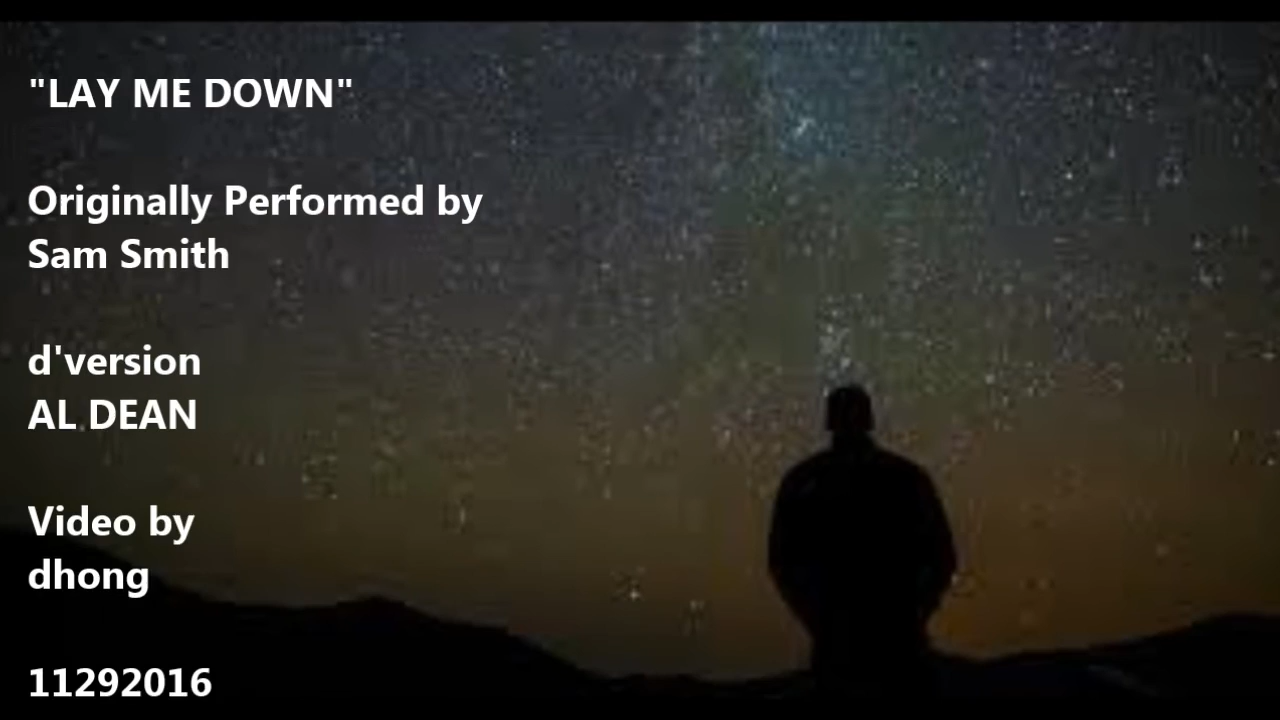 "LAY ME DOWN"
Originally Performed by
Sam Smith
d'version
AL DEAN
Video by
dhong
11292016